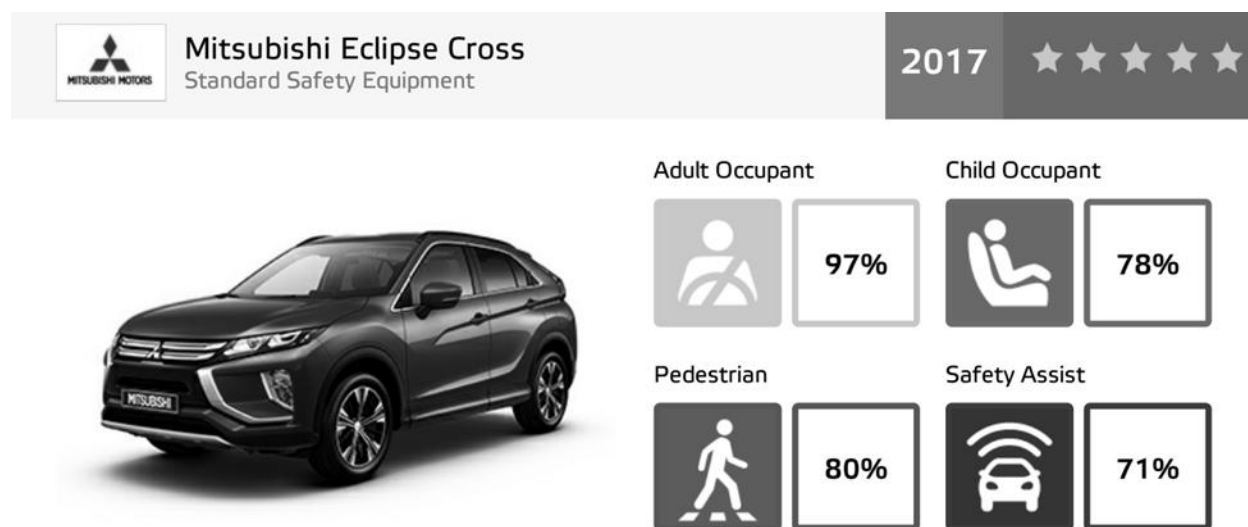 MITSUBISHI MOTORS
Mitsubishi Eclipse Cross
Standard Safety Equipment
2017
Adult Occupant
Child Occupant
97%
78%
MITSUBISHI
Pedestrian
Safety Assist
80%
71%